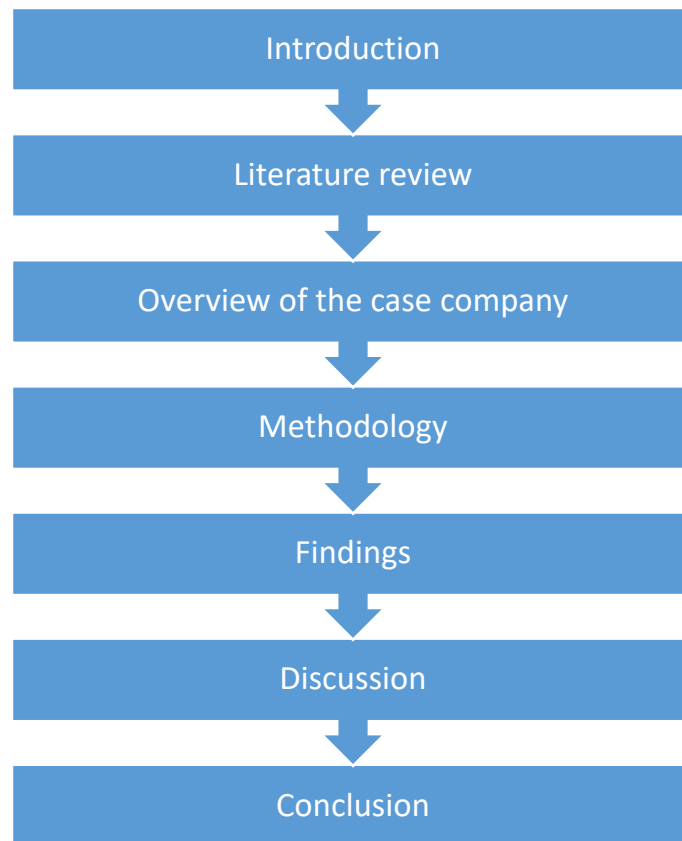 Introduction
Literature review
Overview of the case company
Methodology
Findings
Discussion
Conclusion